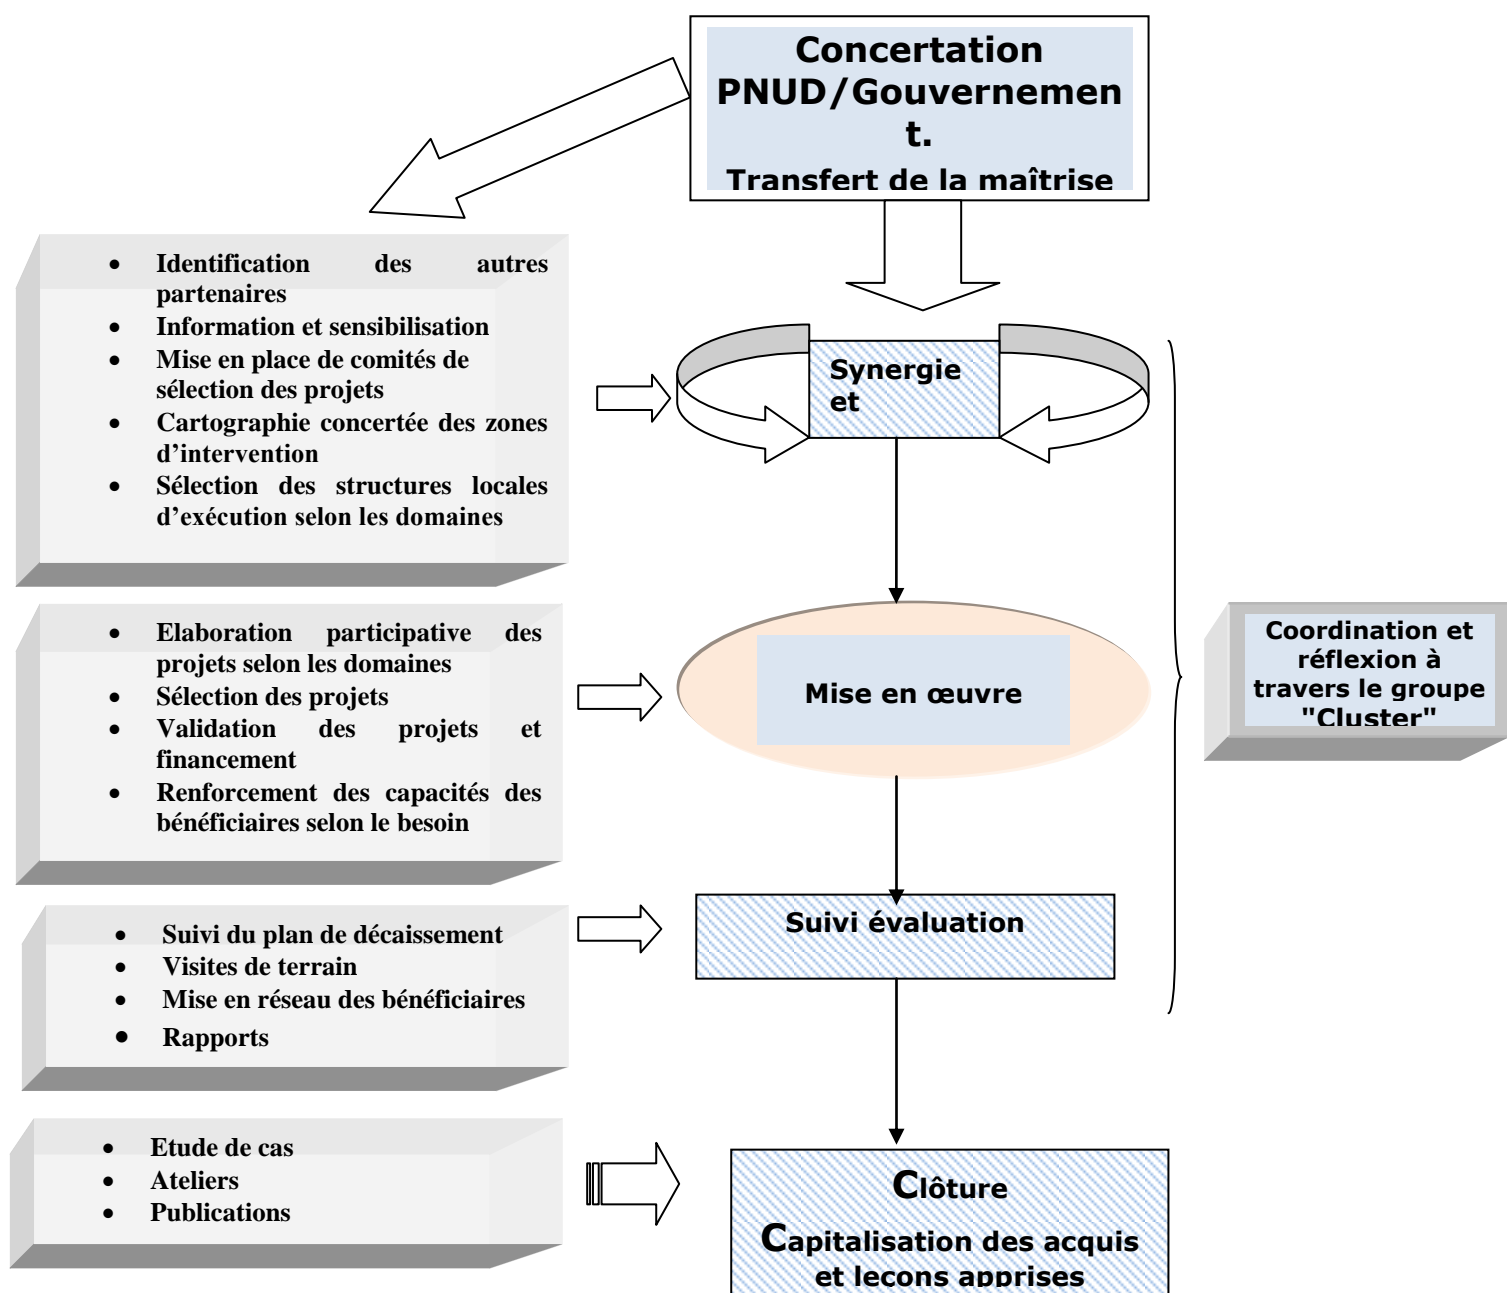 Concertation
PNUD/Gouvernemen
t.
Transfert de la maîtrise
• Identification des autres
partenaires
• Information et sensibilisation
• Mise en place de comités de
sélection des projets
• Cartographie concertée des zones
d’intervention
• Sélection des structures locales
d’exécution selon les domaines
Synergie
et
• Elaboration participative des
projets selon les domaines
• Sélection des projets
• Validation des projets et
financement
• Renforcement des capacités des
bénéficiaires selon le besoin
Mise en œuvre
Coordination et
réflexion à
travers le groupe
"Cluster"
• Suivi du plan de décaissement
• Visites de terrain
• Mise en réseau des bénéficiaires
• Rapports
Suivi évaluation
• Etude de cas
• Ateliers
• Publications
Clôture
Capitalisation des acquis
et leçons apprises